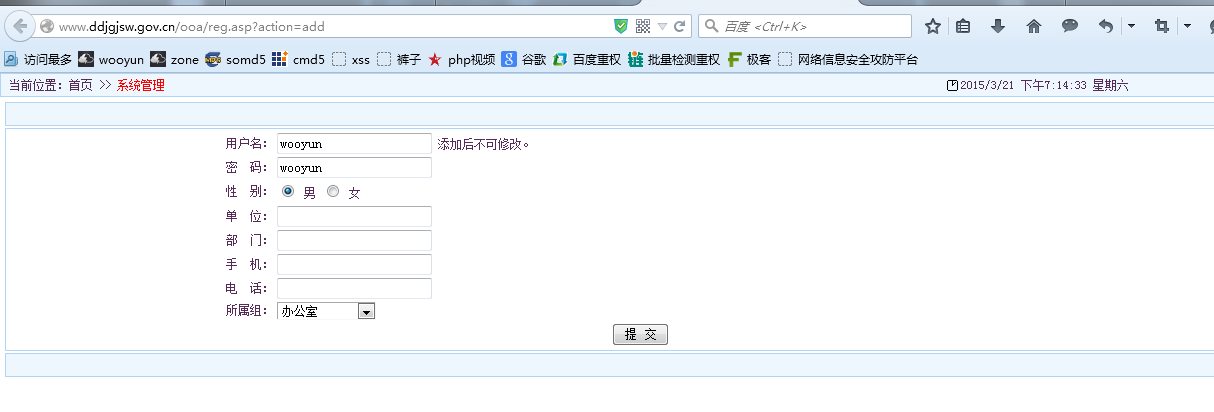 www.ddjgjsw.gov.cn/ooa/reg.asp?action=add 百度 <Ctrl+K>
访问最多 wooyun zone somd5 cmd5 xss 裤子 php视频 谷歌 百度重权 批量检测重权 极客 网络信息安全攻防平台
当前位置：首页 >> 系统管理 2015/3/21 下午7:14:33 星期六
用户名： wooyun 添加后不可修改。
密 码： wooyun
性 别： 男 女
单 位：
部 门：
手 机：
电 话：
所属组： 办公室
提 交